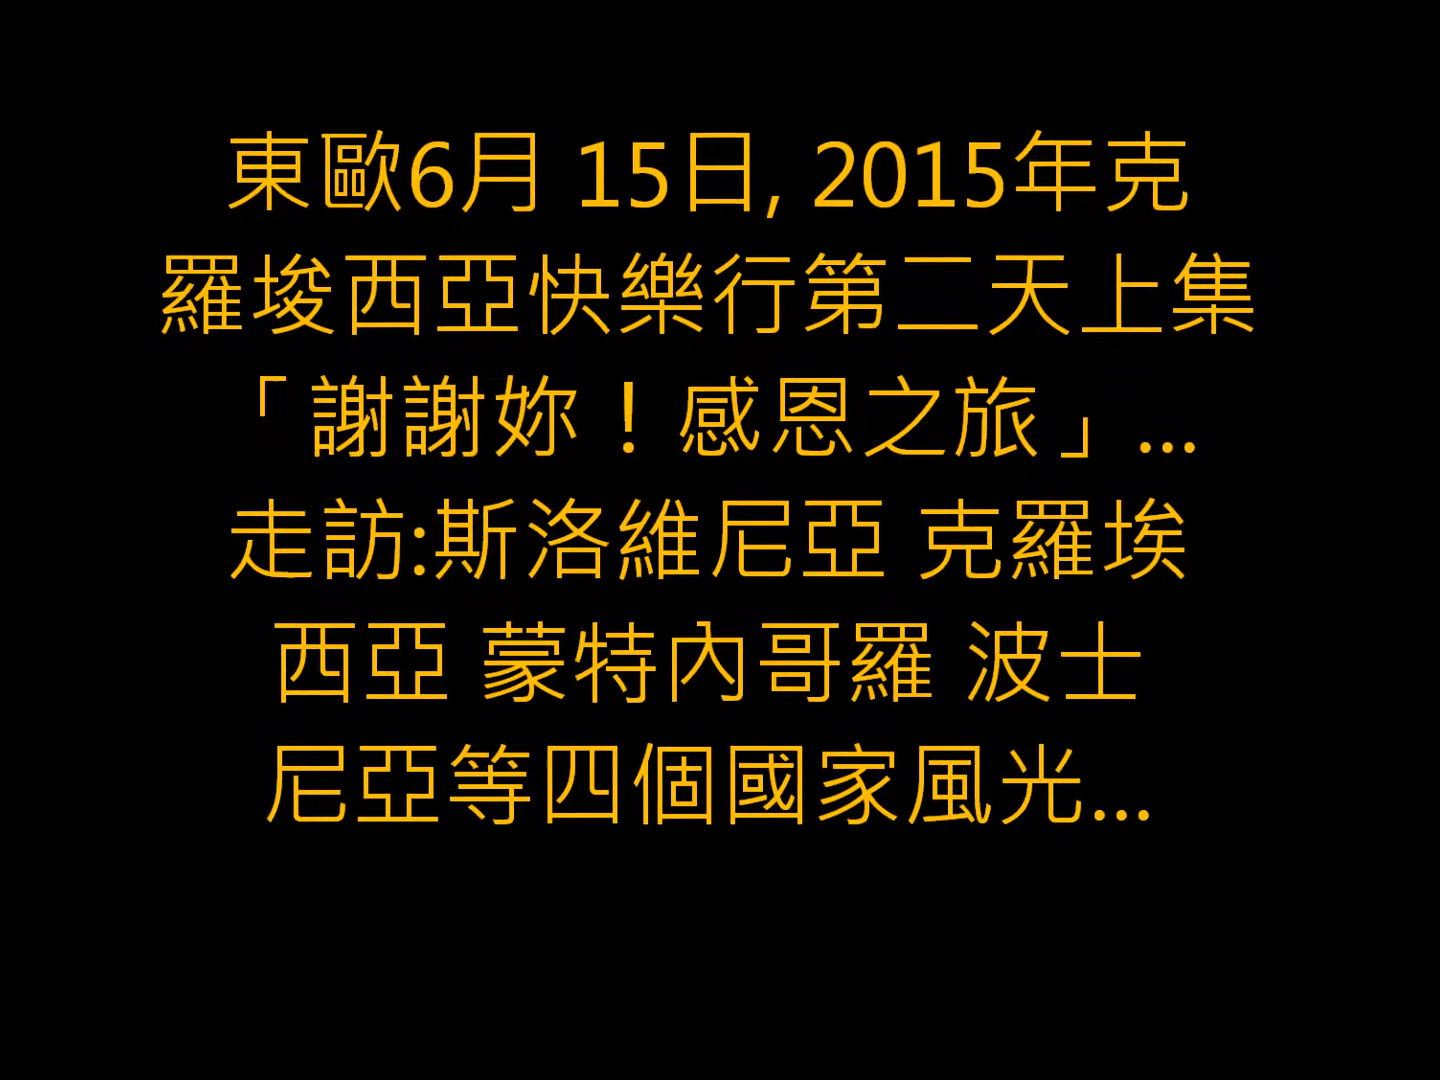 東歐6月 15日, 2015年克
羅埈西亞快樂行第二天上集
「謝謝妳！感恩之旅」...
走訪:斯洛維尼亞 克羅埃
西亞 蒙特內哥羅 波士
尼亞等四個國家風光...